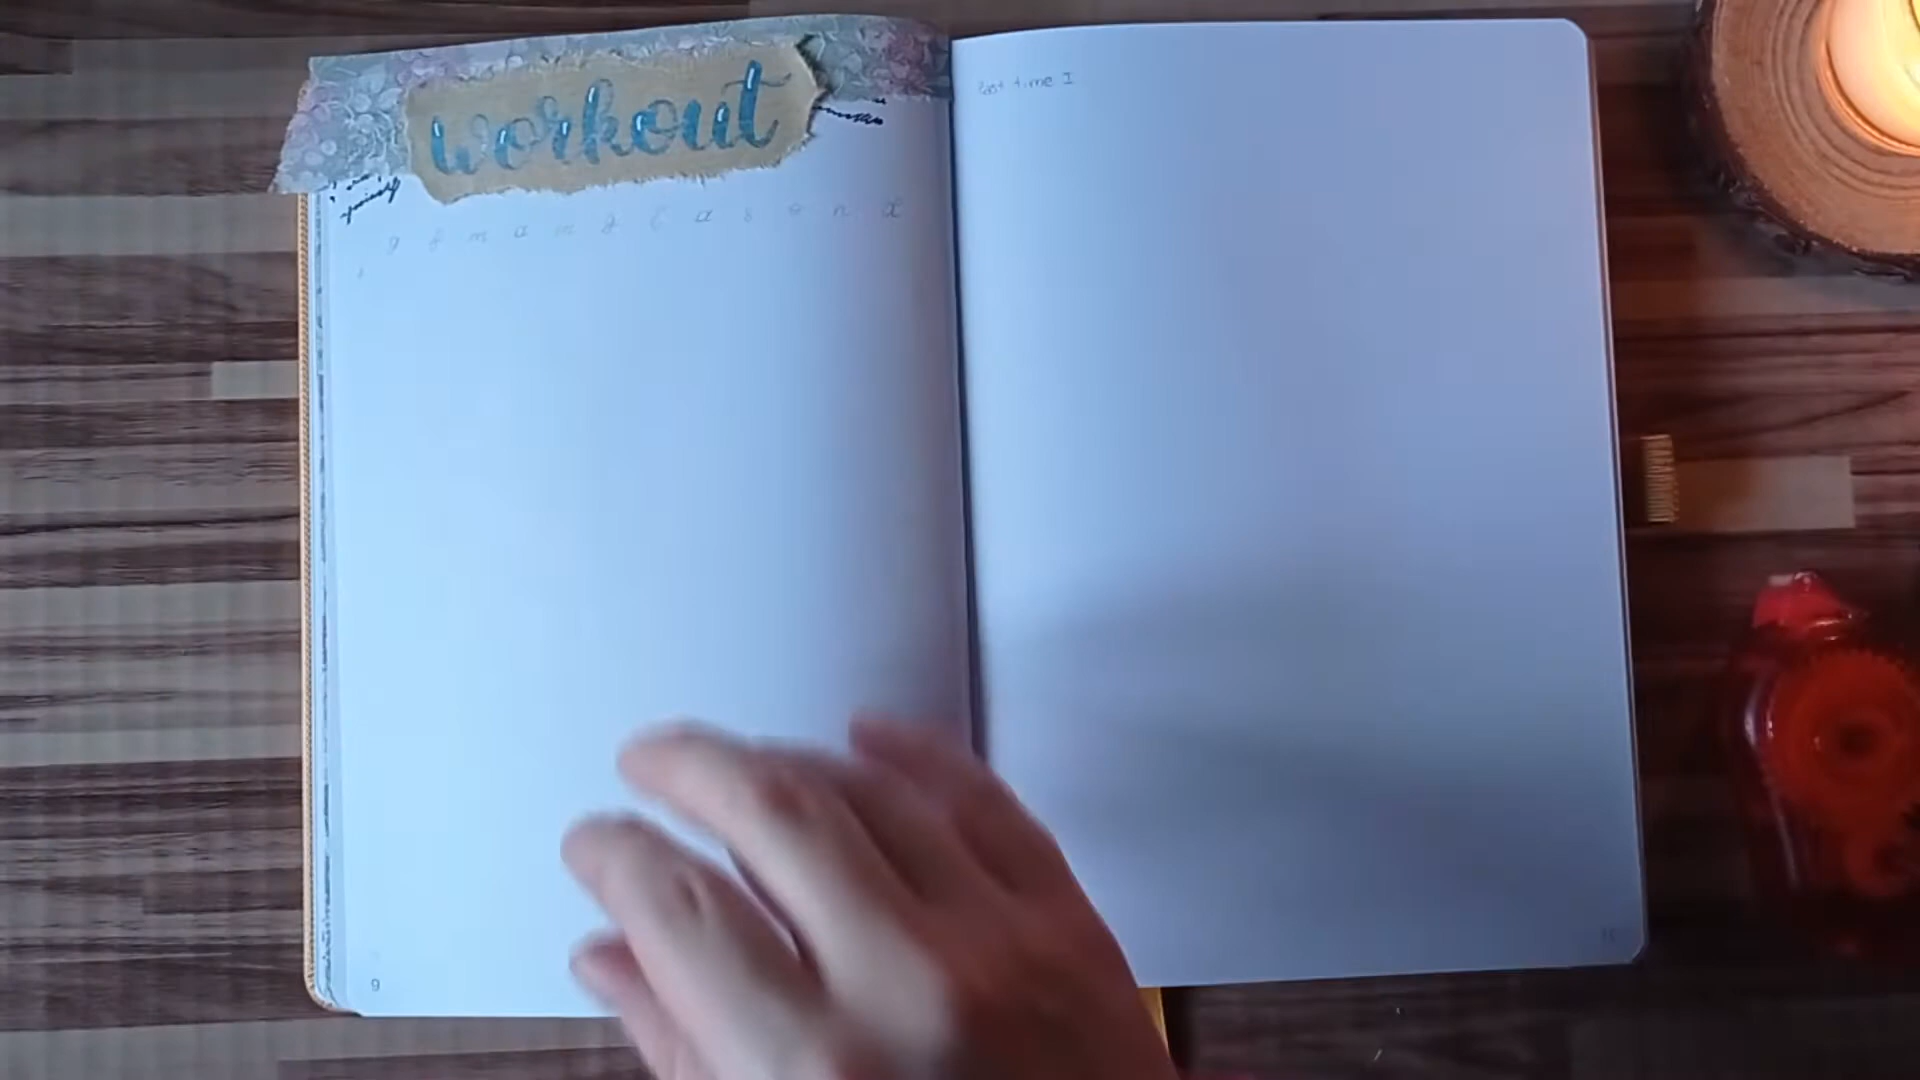 workout
j f m a m j j a s o n d
9
last time I